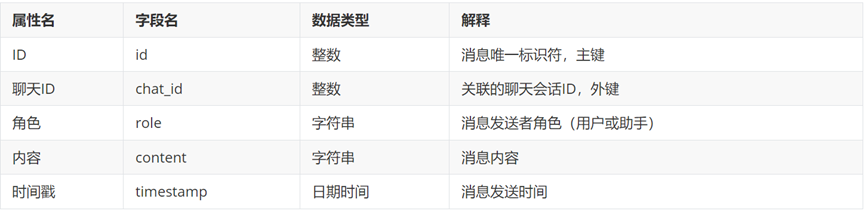 属性名 字段名 数据类型 解释
ID id 整数 消息唯一标识符，主键
聊天ID chat_id 整数 关联的聊天会话ID，外键
角色 role 字符串 消息发送者角色（用户或助手）
内容 content 字符串 消息内容
时间戳 timestamp 日期时间 消息发送时间